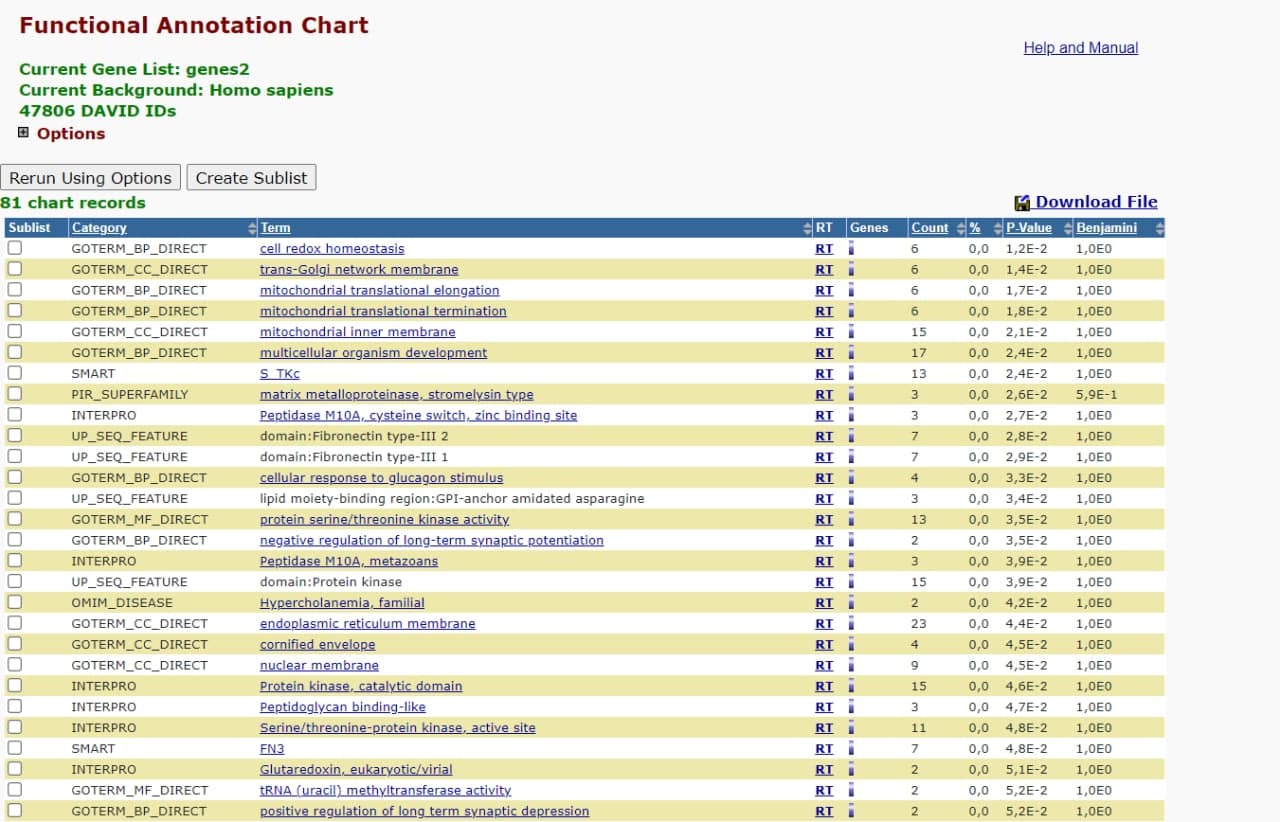 Functional Annotation Chart
Help and Manual
Current Gene List: genes2
Current Background: Homo sapiens
47806 DAVID IDs
Options
Rerun Using Options Create Sublist
81 chart records Download File
Sublist Category Term RT Genes Count % P-Value Benjamini
GOTERM_BP_DIRECT cell redox homeostasis RT 6 0,0 1,2E-2 1,0E0
GOTERM_CC_DIRECT trans-Golgi network membrane RT 6 0,0 1,4E-2 1,0E0
GOTERM_BP_DIRECT mitochondrial translational elongation RT 6 0,0 1,7E-2 1,0E0
GOTERM_BP_DIRECT mitochondrial translational termination RT 6 0,0 1,8E-2 1,0E0
GOTERM_CC_DIRECT mitochondrial inner membrane RT 15 0,0 2,1E-2 1,0E0
GOTERM_BP_DIRECT multicellular organism development RT 17 0,0 2,4E-2 1,0E0
SMART S_TKc RT 13 0,0 2,4E-2 1,0E0
PIR_SUPERFAMILY matrix metalloproteinase, stromelysin type RT 3 0,0 2,6E-2 5,9E-1
INTERPRO Peptidase M10A, cysteine switch, zinc binding site RT 3 0,0 2,7E-2 1,0E0
UP_SEQ_FEATURE domain:Fibronectin type-III 2 RT 7 0,0 2,8E-2 1,0E0
UP_SEQ_FEATURE domain:Fibronectin type-III 1 RT 7 0,0 2,9E-2 1,0E0
GOTERM_BP_DIRECT cellular response to glucagon stimulus RT 4 0,0 3,3E-2 1,0E0
UP_SEQ_FEATURE lipid moiety-binding region:GPI-anchor amidated asparagine RT 3 0,0 3,4E-2 1,0E0
GOTERM_MF_DIRECT protein serine/threonine kinase activity RT 13 0,0 3,5E-2 1,0E0
GOTERM_BP_DIRECT negative regulation of long-term synaptic potentiation RT 2 0,0 3,5E-2 1,0E0
INTERPRO Peptidase M10A, metazoans RT 3 0,0 3,9E-2 1,0E0
UP_SEQ_FEATURE domain:Protein kinase RT 15 0,0 3,9E-2 1,0E0
OMIM_DISEASE Hypercholanemia, familial RT 2 0,0 4,2E-2 1,0E0
GOTERM_CC_DIRECT endoplasmic reticulum membrane RT 23 0,0 4,4E-2 1,0E0
GOTERM_CC_DIRECT cornified envelope RT 4 0,0 4,5E-2 1,0E0
GOTERM_CC_DIRECT nuclear membrane RT 9 0,0 4,5E-2 1,0E0
INTERPRO Protein kinase, catalytic domain RT 15 0,0 4,6E-2 1,0E0
INTERPRO Peptidoglycan binding-like RT 3 0,0 4,7E-2 1,0E0
INTERPRO Serine/threonine-protein kinase, active site RT 11 0,0 4,8E-2 1,0E0
SMART FN3 RT 7 0,0 4,8E-2 1,0E0
INTERPRO Glutaredoxin, eukaryotic/virial RT 2 0,0 5,1E-2 1,0E0
GOTERM_MF_DIRECT tRNA (uracil) methyltransferase activity RT 2 0,0 5,2E-2 1,0E0
GOTERM_BP_DIRECT positive regulation of long term synaptic depression RT 2 0,0 5,2E-2 1,0E0